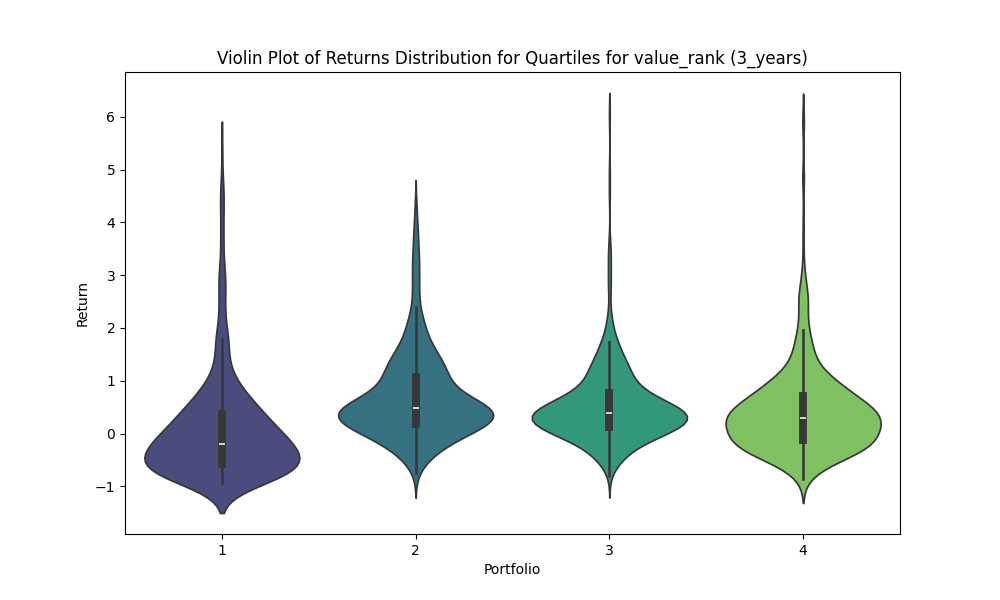 Violin Plot of Returns Distribution for Quartiles for value_rank (3_years)
Return
6
5
4
3
2
1
0
−1
1 2 3 4
Portfolio